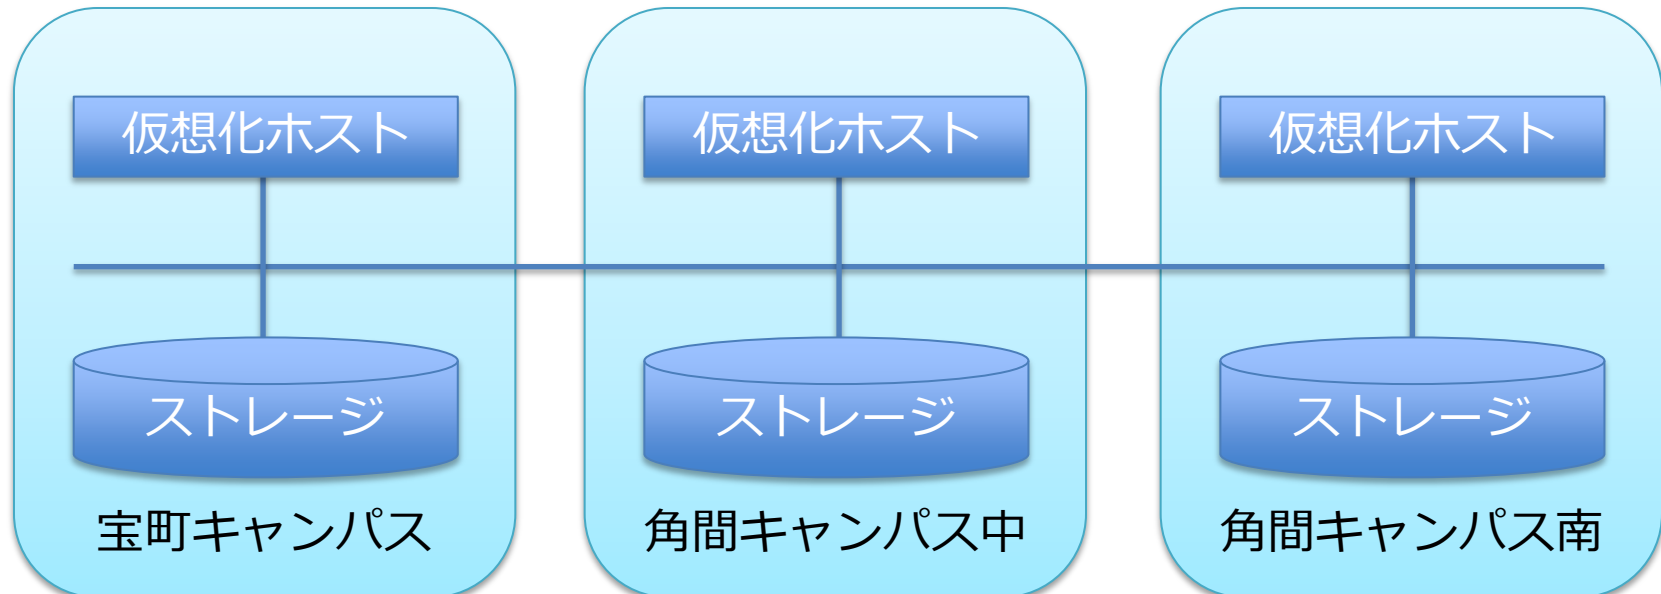 仮想化ホスト
仮想化ホスト
仮想化ホスト
ストレージ
ストレージ
ストレージ
宝町キャンパス
角間キャンパス中
角間キャンパス南